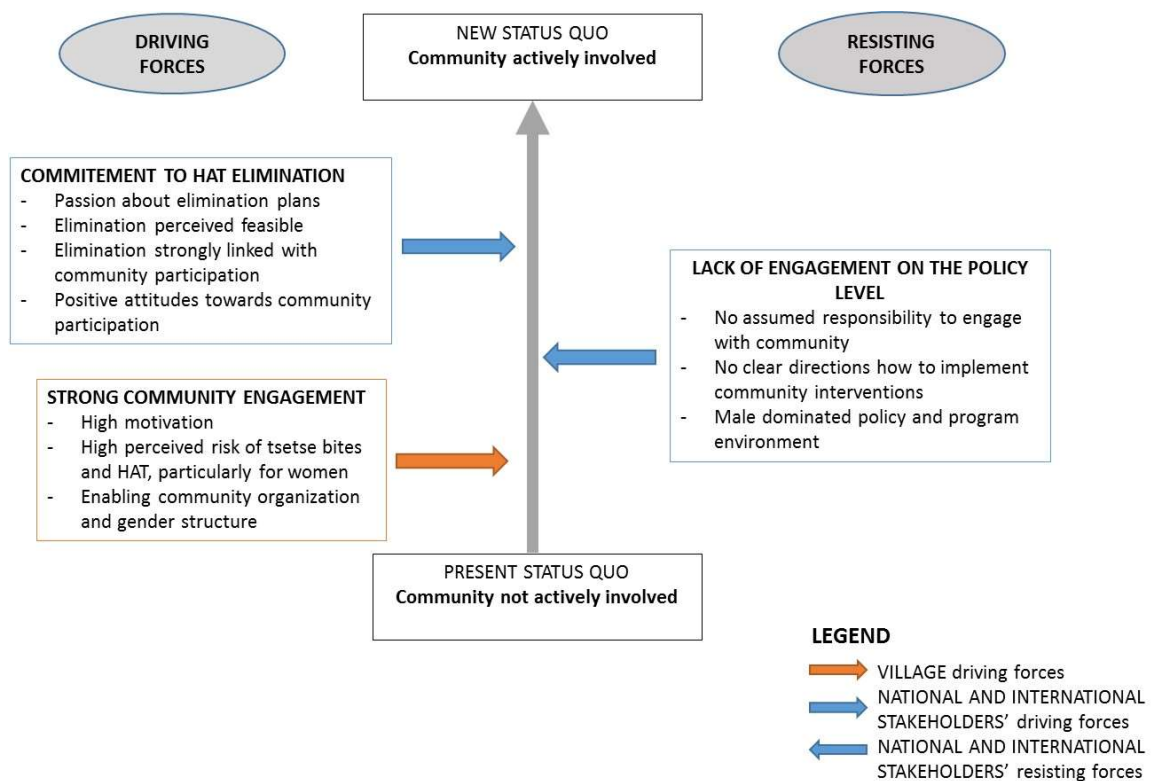 DRIVING
FORCES
NEW STATUS QUO
Community actively involved
RESISTING
FORCES
COMMITEMENT TO HAT ELIMINATION
- Passion about elimination plans
- Elimination perceived feasible
- Elimination strongly linked with
community participation
- Positive attitudes towards community
participation
LACK OF ENGAGEMENT ON THE POLICY
LEVEL
- No assumed responsibility to engage
with community
- No clear directions how to implement
community interventions
- Male dominated policy and program
environment
STRONG COMMUNITY ENGAGEMENT
- High motivation
- High perceived risk of tsetse bites
and HAT, particularly for women
- Enabling community organization
and gender structure
PRESENT STATUS QUO
Community not actively involved
LEGEND
VILLAGE driving forces
NATIONAL AND INTERNATIONAL
STAKEHOLDERS’ driving forces
NATIONAL AND INTERNATIONAL
STAKEHOLDERS’ resisting forces